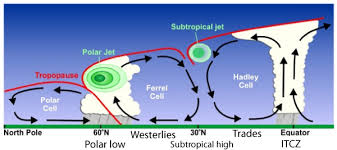 Subtropical jet
Polar Jet
Tropopause
Polar
Cell
Ferrel
Cell
Hadley
Cell
North Pole
60°N
30°N
Equator
Westerlies
Trades
Polar low
Subtropical high
ITCZ